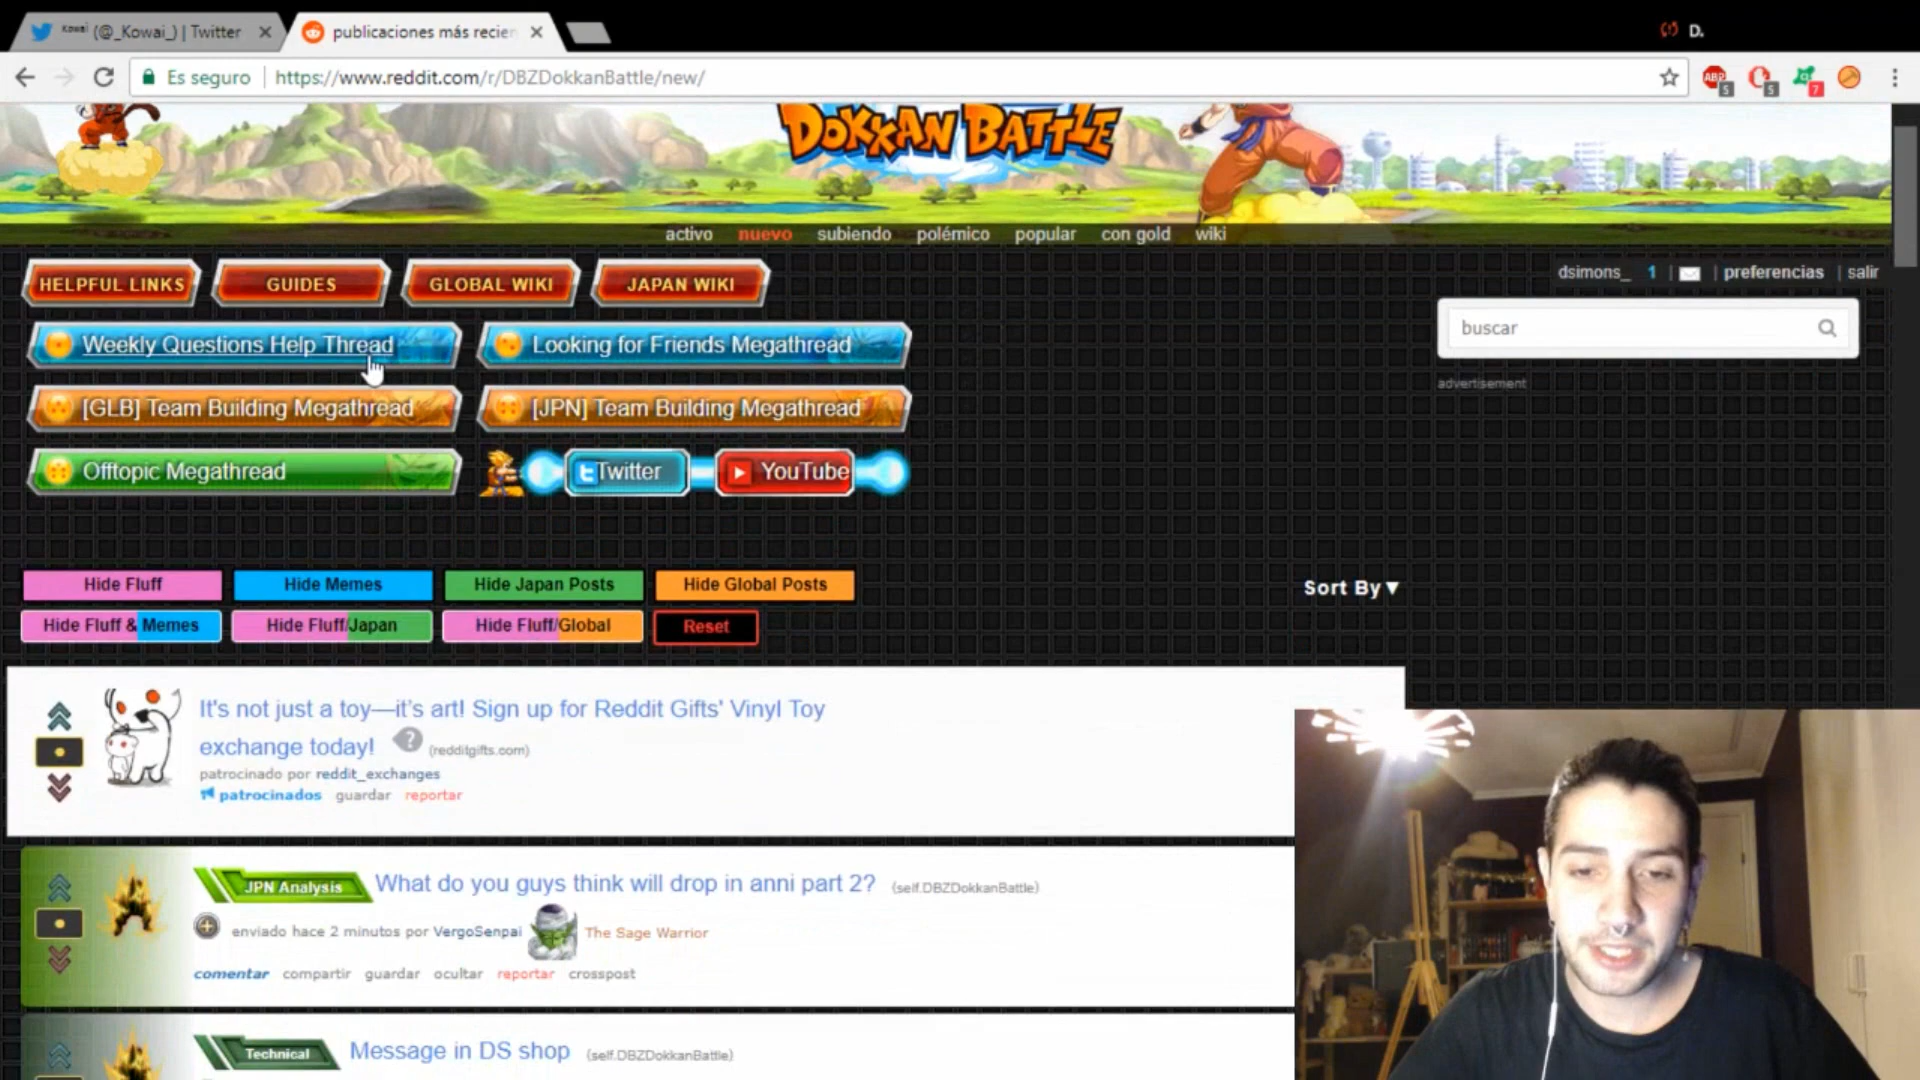 Kowai (@_Kowai_) | Twitter
publicaciones más recien
D.
Es seguro
https://www.reddit.com/r/DBZDokkanBattle/new/
ABP
5
5
7
DOKKAN BATTLE
activo nuevo subiendo polémico popular con gold wiki
HELPFUL LINKS GUIDES GLOBAL WIKI JAPAN WIKI
dsimons_ 1 | | preferencias | salir
Weekly Questions Help Thread
Looking for Friends Megathread
buscar
advertisement
[GLB] Team Building Megathread
[JPN] Team Building Megathread
Offtopic Megathread
Twitter
YouTube
Hide Fluff
Hide Memes
Hide Japan Posts
Hide Global Posts
Sort By▼
Hide Fluff & Memes
Hide Fluff/Japan
Hide Fluff/Global
Reset
It's not just a toy—it's art! Sign up for Reddit Gifts' Vinyl Toy
exchange today! ? (redditgifts.com)
patrocinado por reddit_exchanges
patrocinados guardar reportar
JPN Analysis What do you guys think will drop in anni part 2? (self.DBZDokkanBattle)
enviado hace 2 minutos por VergoSenpai The Sage Warrior
comentar compartir guardar ocultar reportar crosspost
Technical Message in DS shop (self.DBZDokkanBattle)